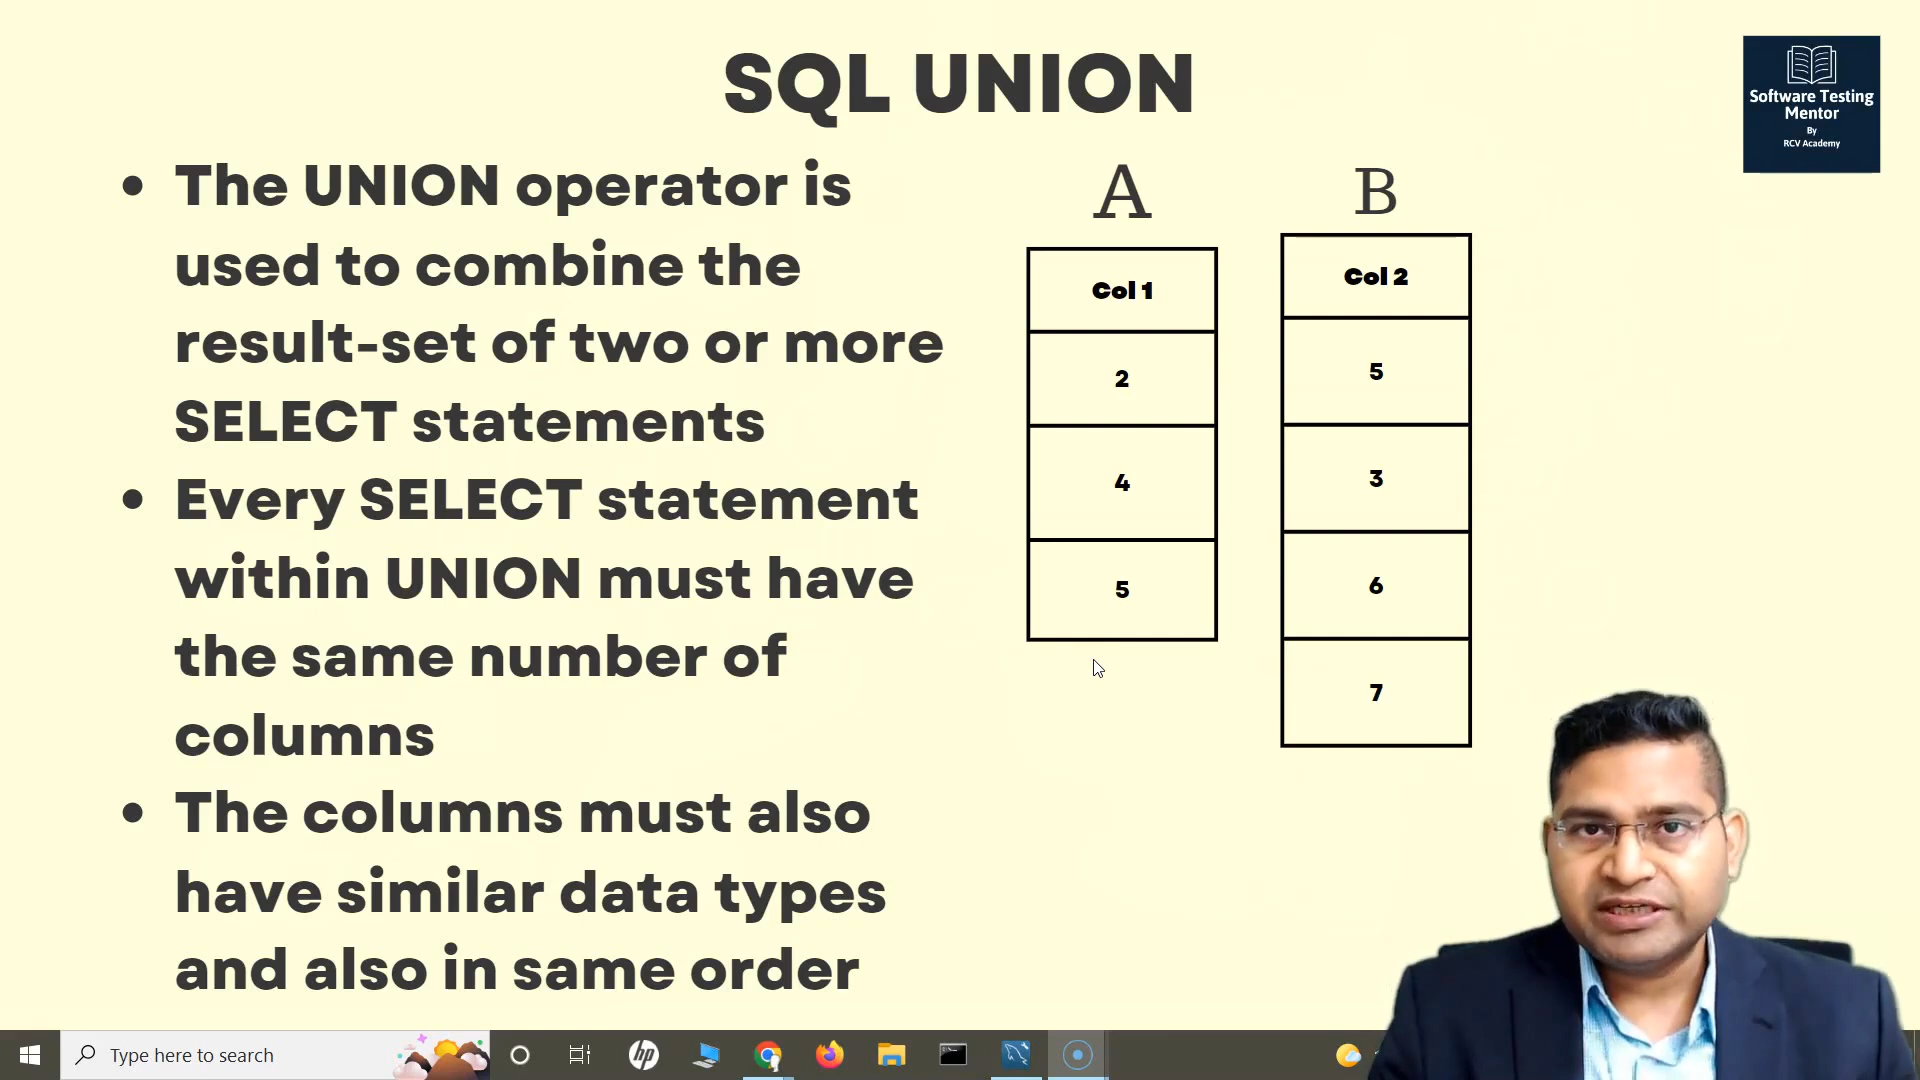 SQL UNION
Software Testing
Mentor
By
RCV Academy
• The UNION operator is
used to combine the
result-set of two or more
SELECT statements
• Every SELECT statement
within UNION must have
the same number of
columns
• The columns must also
have similar data types
and also in same order
A
Col 1
2
4
5
B
Col 2
5
3
6
7
Type here to search
hp